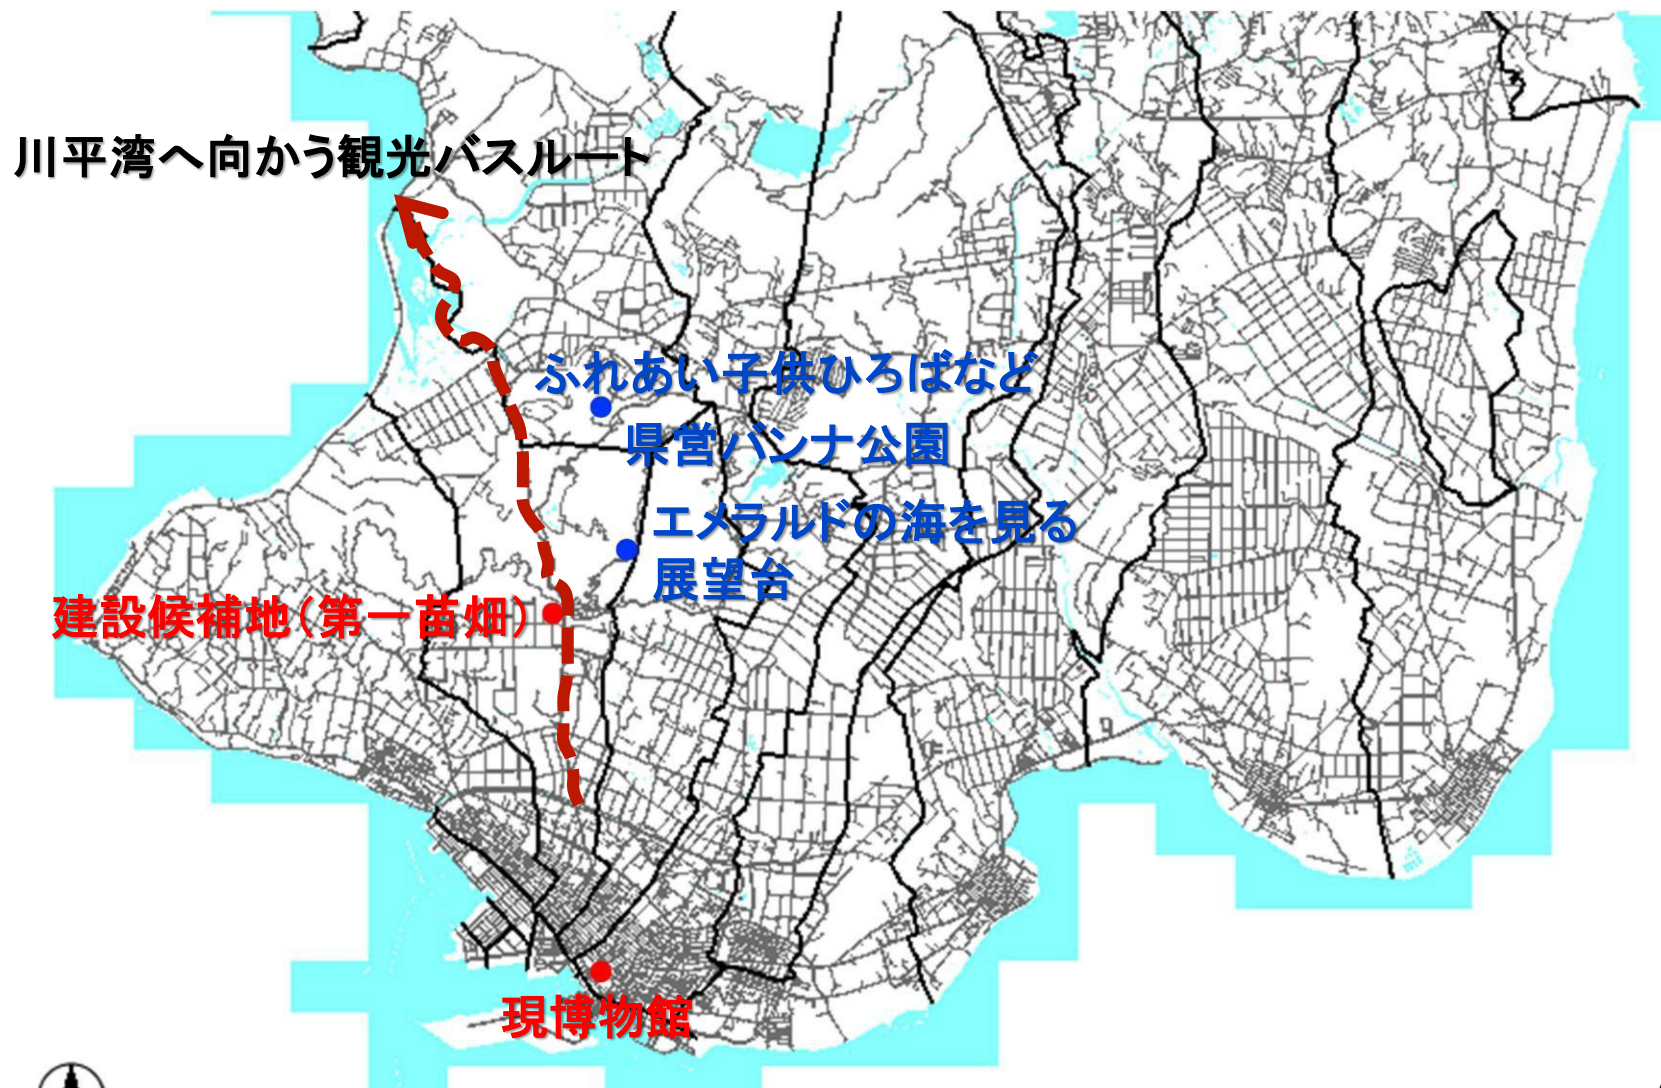 川平湾へ向かう観光バスルート
ふれあい子供ひろばなど
県営バンナ公園
エメラルドの海を見る
展望台
建設候補地（第一苗畑）
現博物館